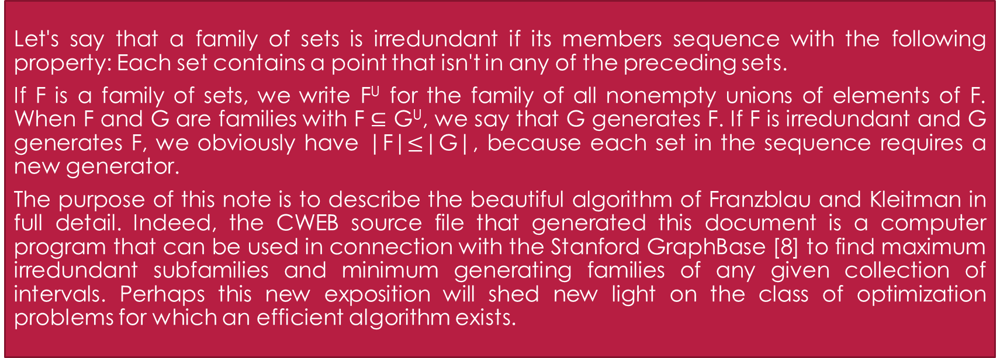 Let's say that a family of sets is irredundant if its members sequence with the following
property: Each set contains a point that isn't in any of the preceding sets.
If F is a family of sets, we write Fᵁ for the family of all nonempty unions of elements of F.
When F and G are families with F ⊆ Gᵁ, we say that G generates F. If F is irredundant and G
generates F, we obviously have |F|≤|G|, because each set in the sequence requires a
new generator.
The purpose of this note is to describe the beautiful algorithm of Franzblau and Kleitman in
full detail. Indeed, the CWEB source file that generated this document is a computer
program that can be used in connection with the Stanford GraphBase [8] to find maximum
irredundant subfamilies and minimum generating families of any given collection of
intervals. Perhaps this new exposition will shed new light on the class of optimization
problems for which an efficient algorithm exists.